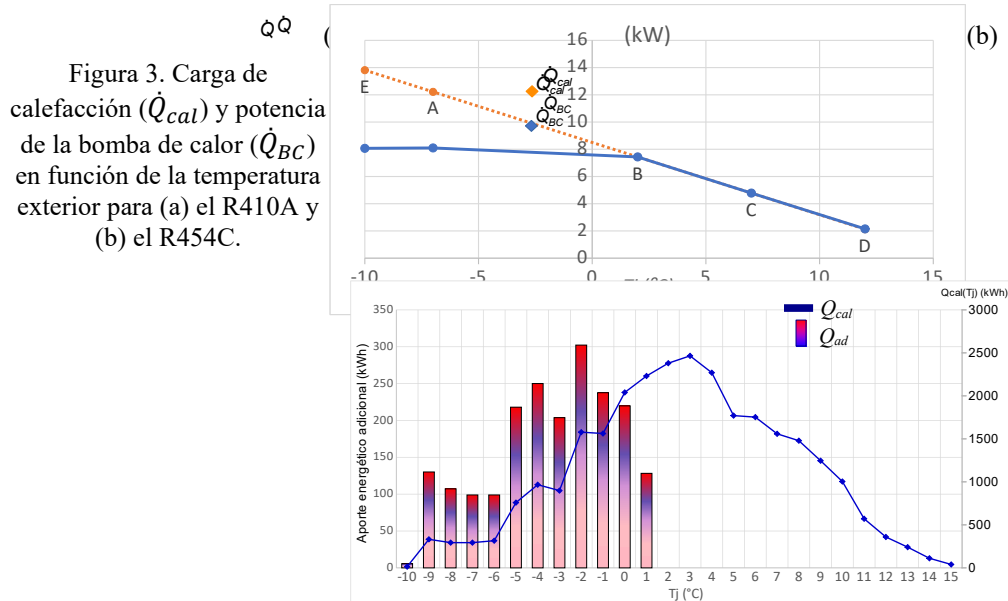 Q̇ Q̇
(
(kW)
(b)
Figura 3. Carga de
calefacción (Q̇cal) y potencia
de la bomba de calor (Q̇BC)
en función de la temperatura
exterior para (a) el R410A y
(b) el R454C.
16
14
12
10
8
6
4
2
0
Q̇cal
Q̇cal
Q̇BC
Q̇BC
E
A
B
C
D
-10
-5
0
5
10
15
Qcal(Tj) (kWh)
Aporte energético adicional (kWh)
350
300
250
200
150
100
50
0
Qcal
Qad
3000
2500
2000
1500
1000
500
0
-10 -9 -8 -7 -6 -5 -4 -3 -2 -1 0 1 2 3 4 5 6 7 8 9 10 11 12 13 14 15
Tj (°C)